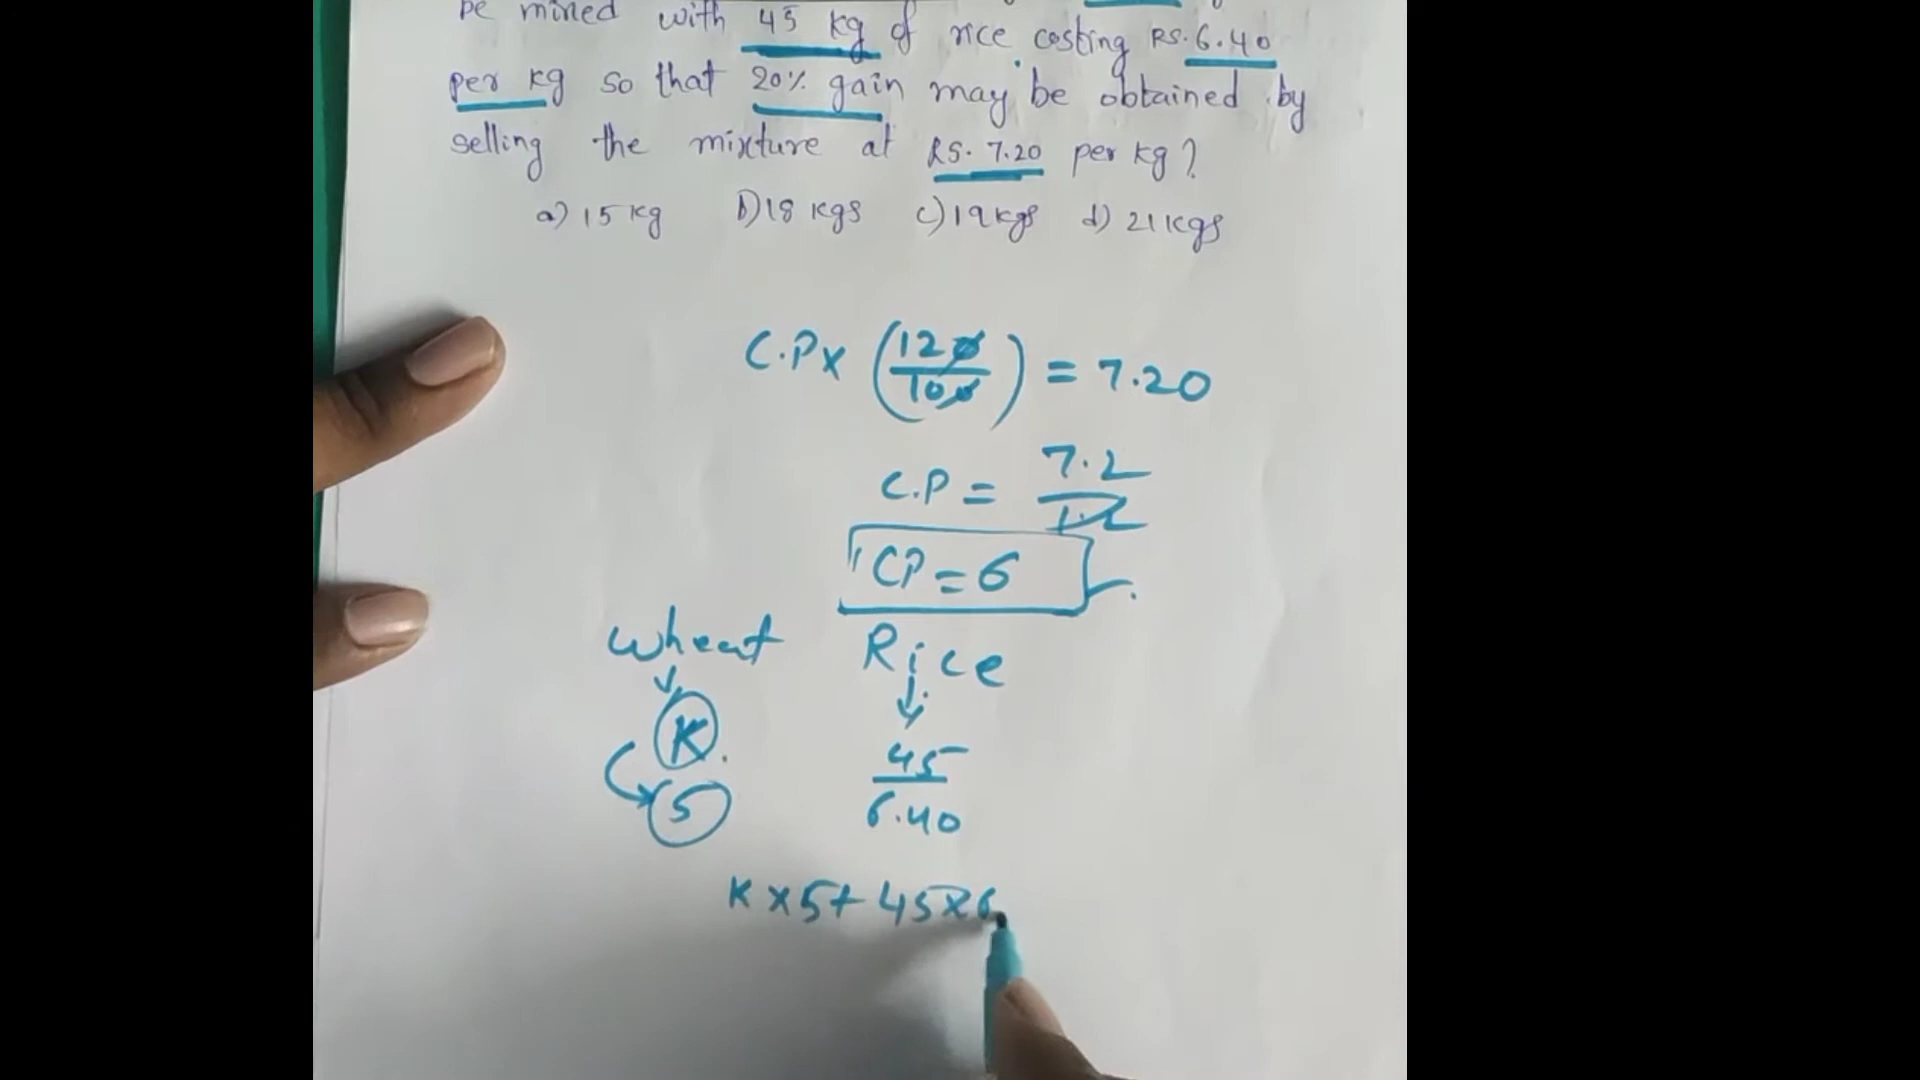 be mixed with 45 kg of rice costing RS. 6.40
per kg so that 20% gain may be obtained by
selling the mixture at RS. 7.20 per kg?
a) 15 kg b) 18 kgs c) 19 kgs d) 21 kgs
C.P x (120/100) = 7.20
C.P = 7.2/1.2
CP = 6
Wheat Rice
K 45
5 6.40
K x 5 + 45 x 6